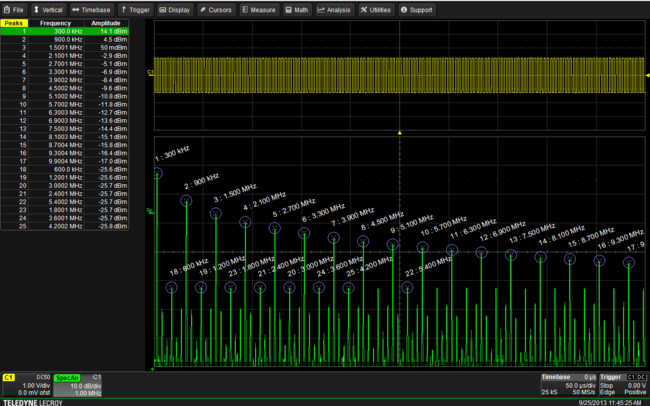 File Vertical Timebase Trigger Display Cursors Measure Math Analysis Utilities Support
Peaks Frequency Amplitude
1 300.0 kHz 14.1 dBm
2 900.0 kHz 4.5 dBm
3 1.5001 MHz 50 mdBm
4 2.1001 MHz -2.9 dBm
5 2.7001 MHz -5.1 dBm
6 3.3001 MHz -6.9 dBm
7 3.9002 MHz -8.4 dBm
8 4.5002 MHz -9.6 dBm
9 5.1002 MHz -10.8 dBm
10 5.7002 MHz -11.8 dBm
11 6.3003 MHz -12.7 dBm
12 6.9003 MHz -13.6 dBm
13 7.5003 MHz -14.4 dBm
14 8.1003 MHz -15.1 dBm
15 8.7004 MHz -15.8 dBm
16 9.3004 MHz -16.4 dBm
17 9.9004 MHz -17.0 dBm
18 600.0 kHz -25.6 dBm
19 1.2001 MHz -25.6 dBm
20 3.0002 MHz -25.7 dBm
21 2.4001 MHz -25.7 dBm
22 5.4002 MHz -25.7 dBm
23 1.8001 MHz -25.7 dBm
24 3.6001 MHz -25.7 dBm
25 4.2002 MHz -25.8 dBm
C1
1 : 300 kHz
2 : 900 kHz
3 : 1.500 MHz
4 : 2.100 MHz
5 : 2.700 MHz
6 : 3.300 MHz
7 : 3.900 MHz
8 : 4.500 MHz
9 : 5.100 MHz
10 : 5.700 MHz
11 : 6.300 MHz
12 : 6.900 MHz
13 : 7.500 MHz
14 : 8.100 MHz
15 : 8.700 MHz
16 : 9.300 MHz
17 : 9
18 : 600 kHz
19 : 1.200 MHz
23 : 1.800 MHz
21 : 2.400 MHz
20 : 3.000 MHz
24 : 3.600 MHz
25 : 4.200 MHz
22 : 5.400 MHz
C1 DC50
1.00 V/div
0.0 mV ofst
SpecAn C1
10.0 dB/div
1.00 MHz
Timebase 0 µs
50.0 µs/div
25 kS 50 MS/s
Trigger C1 DC
Stop 0.00 V
Edge Positive
TELEDYNE LECROY
9/25/2013 11:45:25 AM